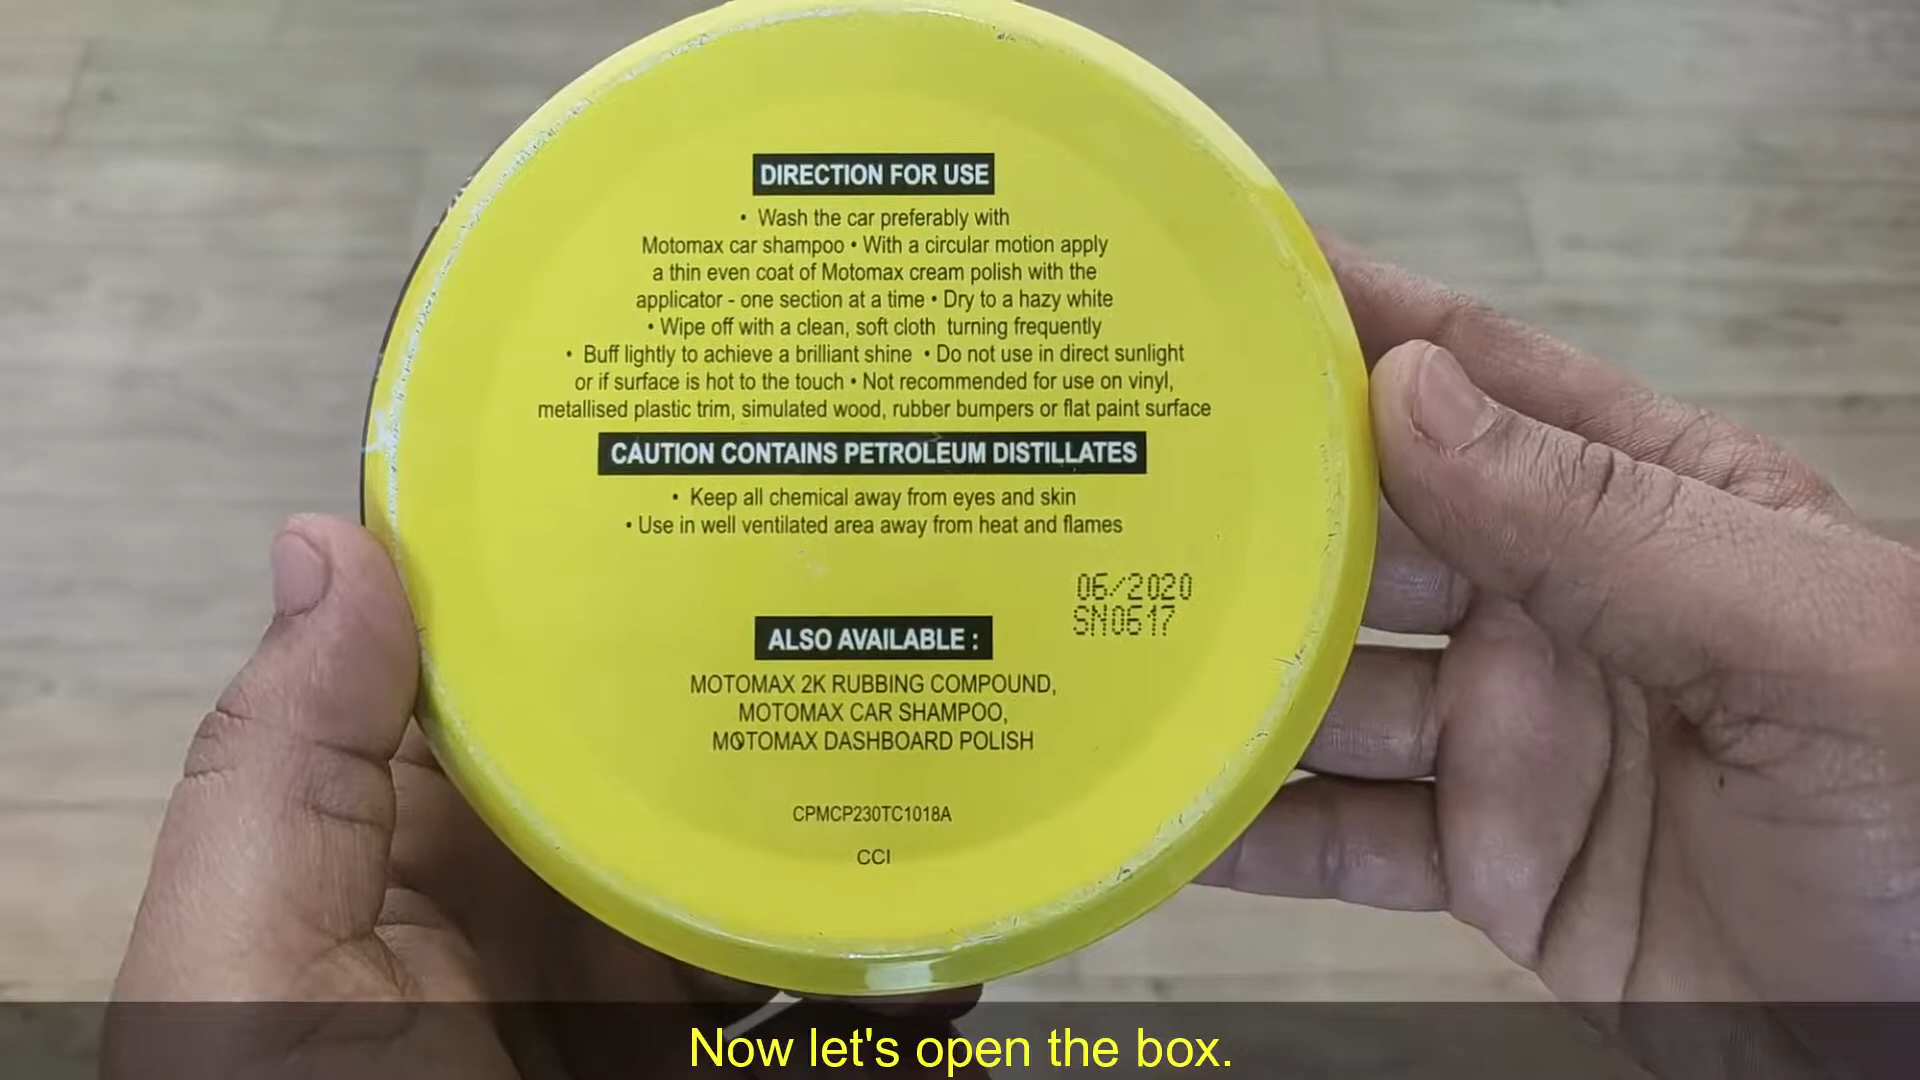 DIRECTION FOR USE
• Wash the car preferably with
Motomax car shampoo • With a circular motion apply
a thin even coat of Motomax cream polish with the
applicator - one section at a time • Dry to a hazy white
• Wipe off with a clean, soft cloth turning frequently
• Buff lightly to achieve a brilliant shine • Do not use in direct sunlight
or if surface is hot to the touch • Not recommended for use on vinyl,
metallised plastic trim, simulated wood, rubber bumpers or flat paint surface
CAUTION CONTAINS PETROLEUM DISTILLATES
• Keep all chemical away from eyes and skin
• Use in well ventilated area away from heat and flames
06/2020
SN0617
ALSO AVAILABLE :
MOTOMAX 2K RUBBING COMPOUND,
MOTOMAX CAR SHAMPOO,
MOTOMAX DASHBOARD POLISH
CPMCP230TC1018A
CCI
Now let's open the box.